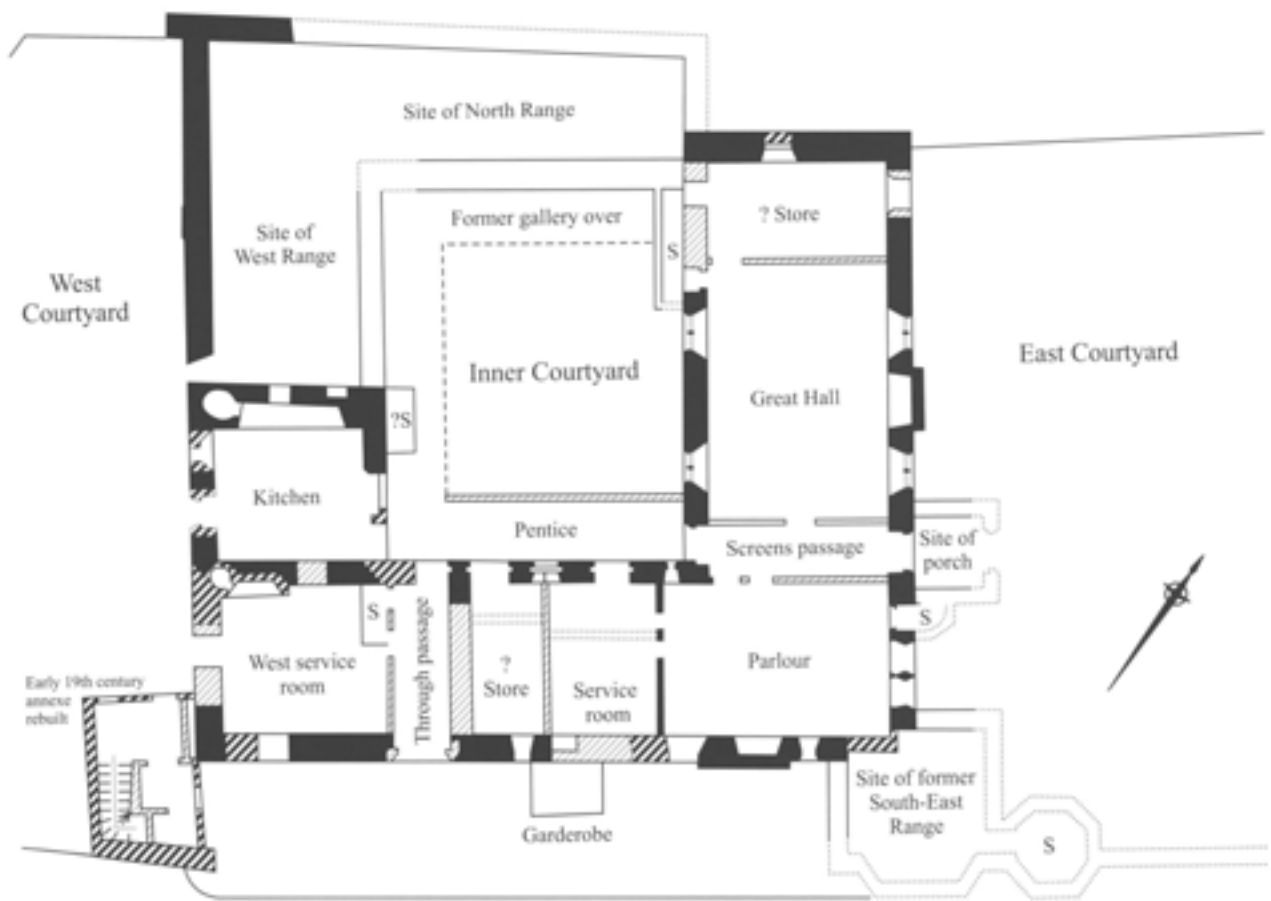 Site of North Range
Former gallery over
? Store
S
Site of
West Range
West
Courtyard
Inner Courtyard
East Courtyard
Great Hall
?S
Kitchen
Pentice
Screens passage
Site of
porch
S
S
West service
room
Through passage
?
Store
Service
room
Parlour
Early 19th century
annexe
rebuilt
Garderobe
Site of former
South-East
Range
S